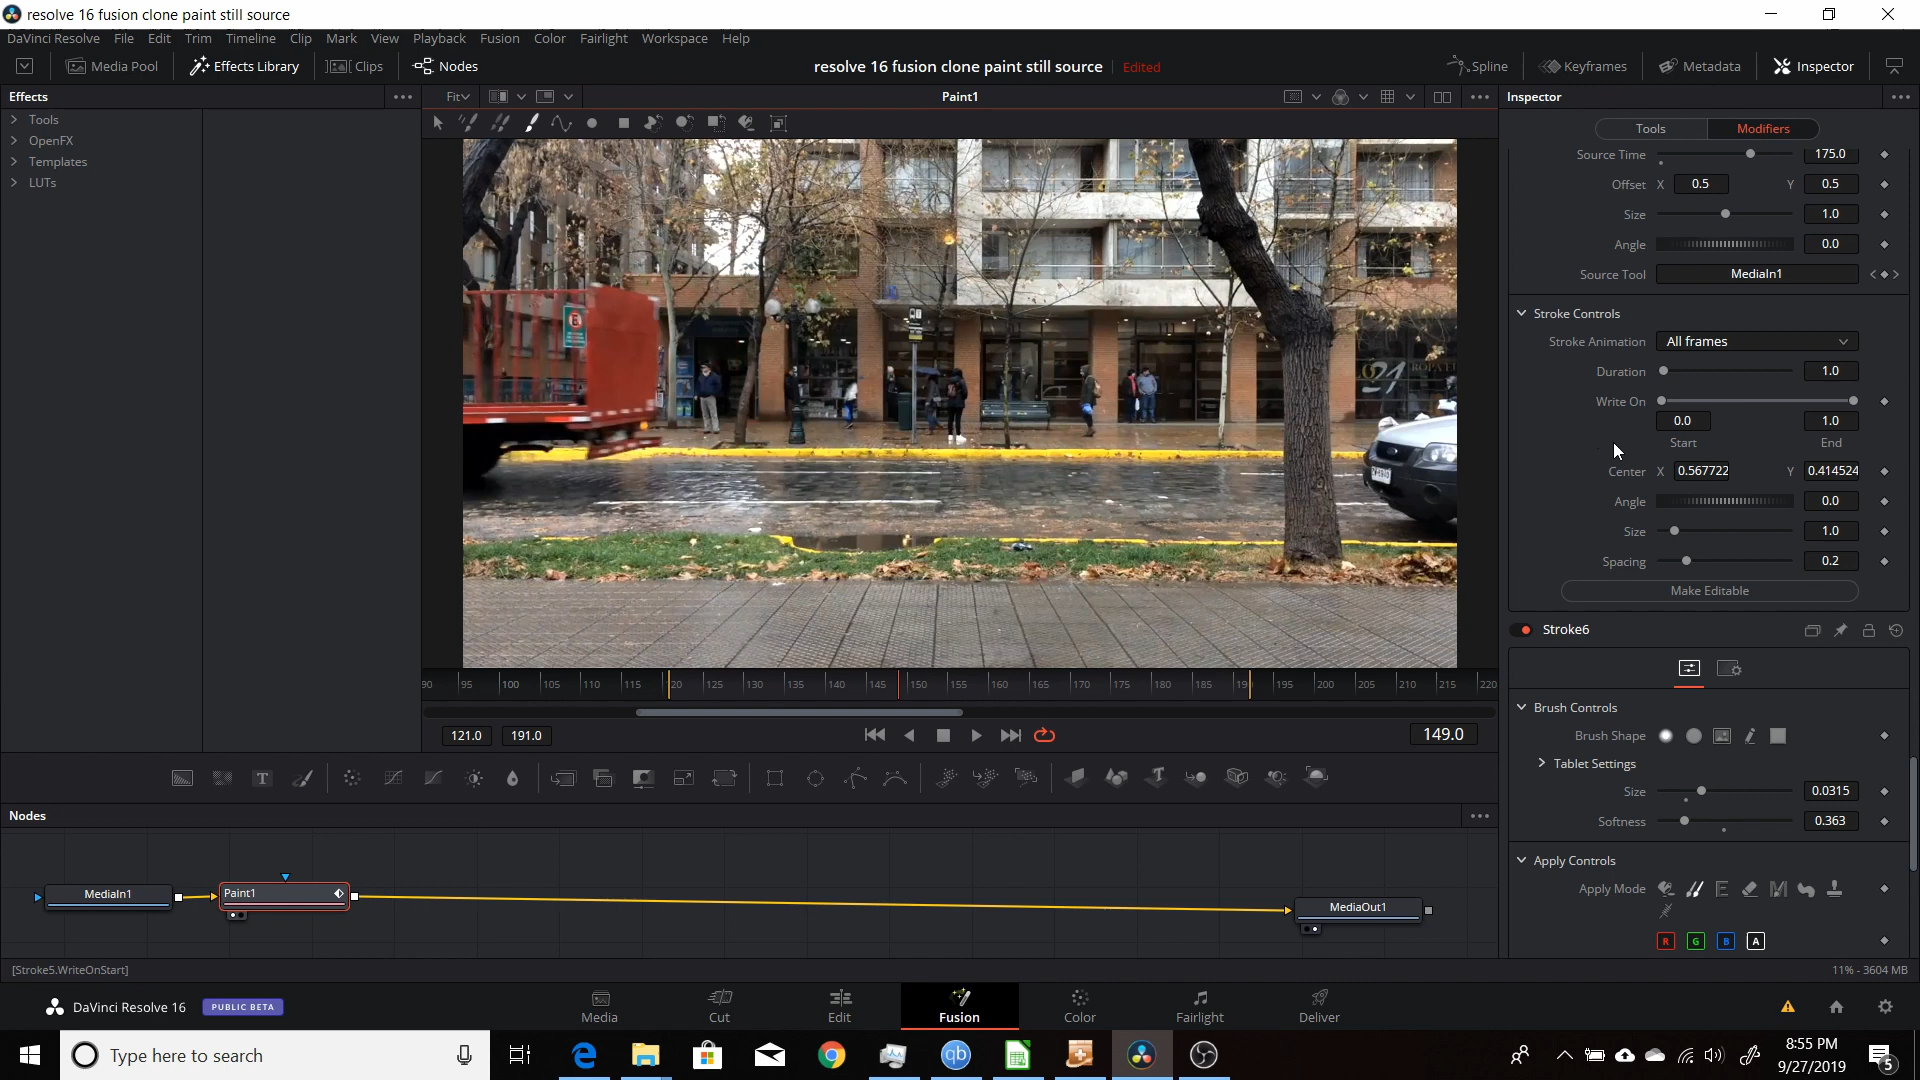 resolve 16 fusion clone paint still source
DaVinci Resolve File Edit Trim Timeline Clip Mark View Playback Fusion Color Fairlight Workspace Help
Media Pool Effects Library Clips Nodes resolve 16 fusion clone paint still source Edited Spline Keyframes Metadata Inspector
Effects Fit Paint1 Inspector
Tools
OpenFX
Templates
LUTs
Tools Modifiers
Source Time 175.0
Offset X 0.5 Y 0.5
Size 1.0
Angle 0.0
Source Tool MediaIn1
Stroke Controls
Stroke Animation All frames
Duration 1.0
Write On
0.0 1.0
Start End
Center X 0.567722 Y 0.414524
Angle 0.0
Size 1.0
Spacing 0.2
Make Editable
Stroke6
Brush Controls
Brush Shape
Tablet Settings
Size 0.0315
Softness 0.363
Apply Controls
Apply Mode
R G B A
90 95 100 105 110 115 20 125 130 135 140 145 150 155 160 165 170 175 180 185 19 195 200 205 210 215 220
121.0 191.0 149.0
Nodes
MediaIn1 Paint1 MediaOut1
[Stroke5.WriteOnStart] 11% - 3604 MB
DaVinci Resolve 16 PUBLIC BETA Media Cut Edit Fusion Color Fairlight Deliver
Type here to search
8:55 PM
9/27/2019
5